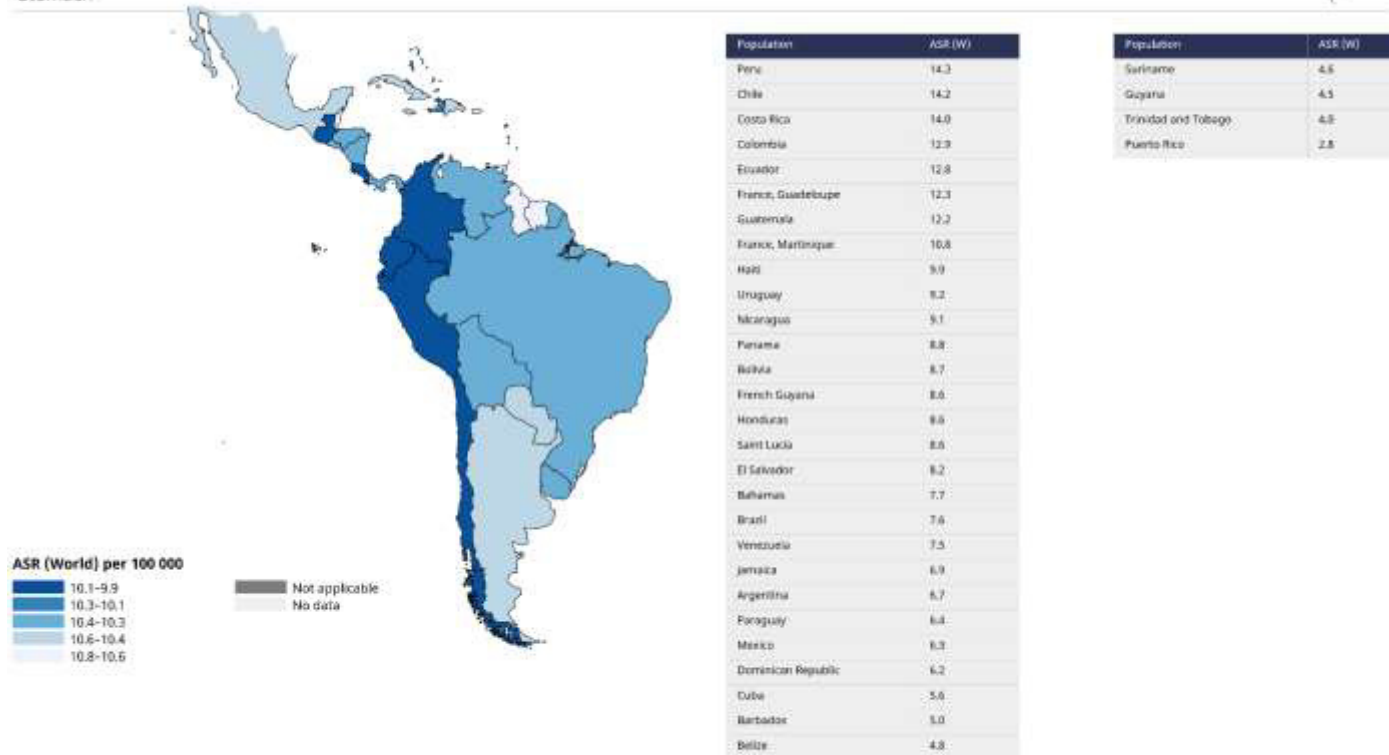 Population ASR (W)
Peru 14.3
Chile 14.2
Costa Rica 14.0
Colombia 12.9
Ecuador 12.8
France, Guadeloupe 12.3
Guatemala 12.2
France, Martinique 10.8
Haiti 9.9
Uruguay 9.2
Nicaragua 9.1
Panama 8.8
Bolivia 8.7
French Guyana 8.6
Honduras 8.6
Saint Lucia 8.6
El Salvador 8.2
Bahamas 7.7
Brazil 7.6
Venezuela 7.5
Jamaica 6.9
Argentina 6.7
Paraguay 6.4
Mexico 6.3
Dominican Republic 6.2
Cuba 5.6
Barbados 5.0
Belize 4.8
Population ASR (W)
Suriname 4.6
Guyana 4.5
Trinidad and Tobago 4.0
Puerto Rico 2.8
ASR (World) per 100 000
10.1–9.9
10.3–10.1
10.4–10.3
10.6–10.4
10.8–10.6
Not applicable
No data